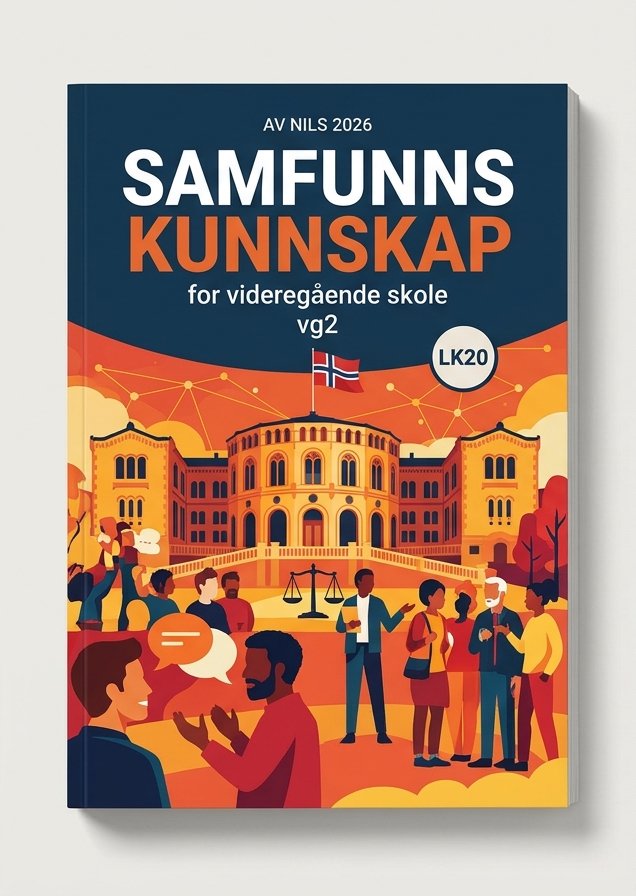 AV NILS 2026
SAMFUNNS
KUNNSKAP
for videregående skole
vg2
LK20